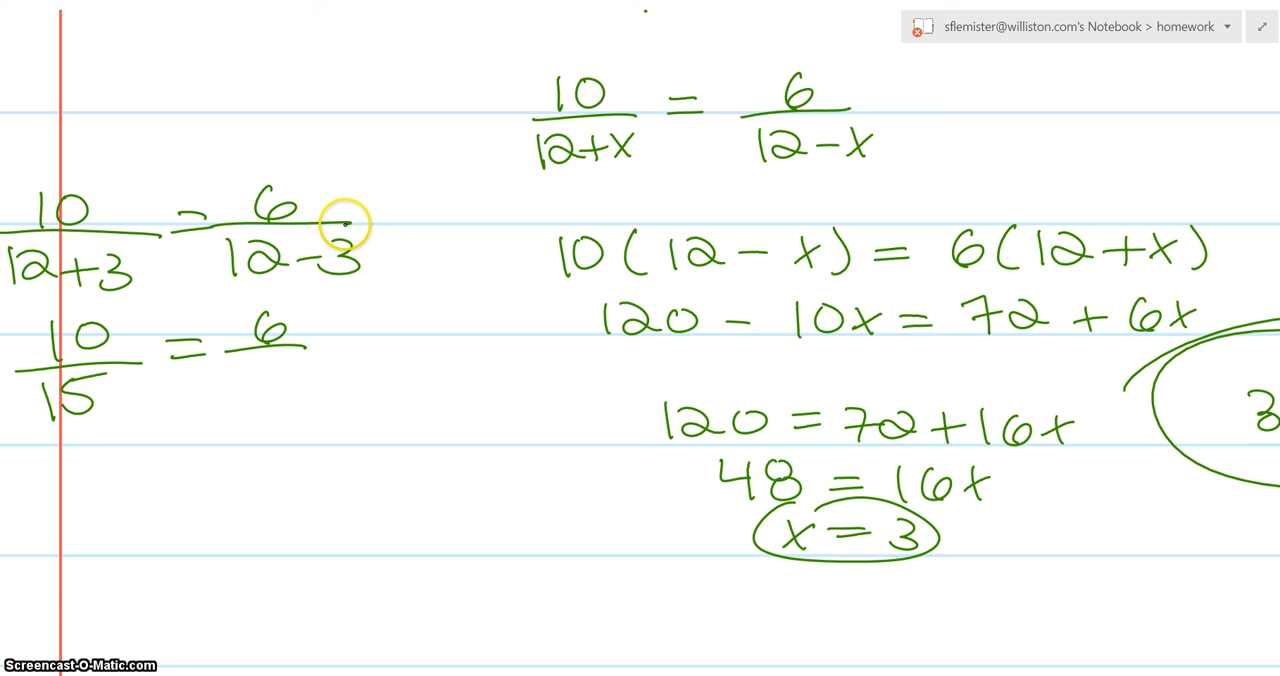 sflemister@williston.com's Notebook > homework
10/(12+x) = 6/(12-x)
10/(12+3) = 6/(12-3)
10/15 = 6/
10(12-x) = 6(12+x)
120 - 10x = 72 + 6x
120 = 72 + 16x
48 = 16x
x = 3
3
Screencast-O-Matic.com